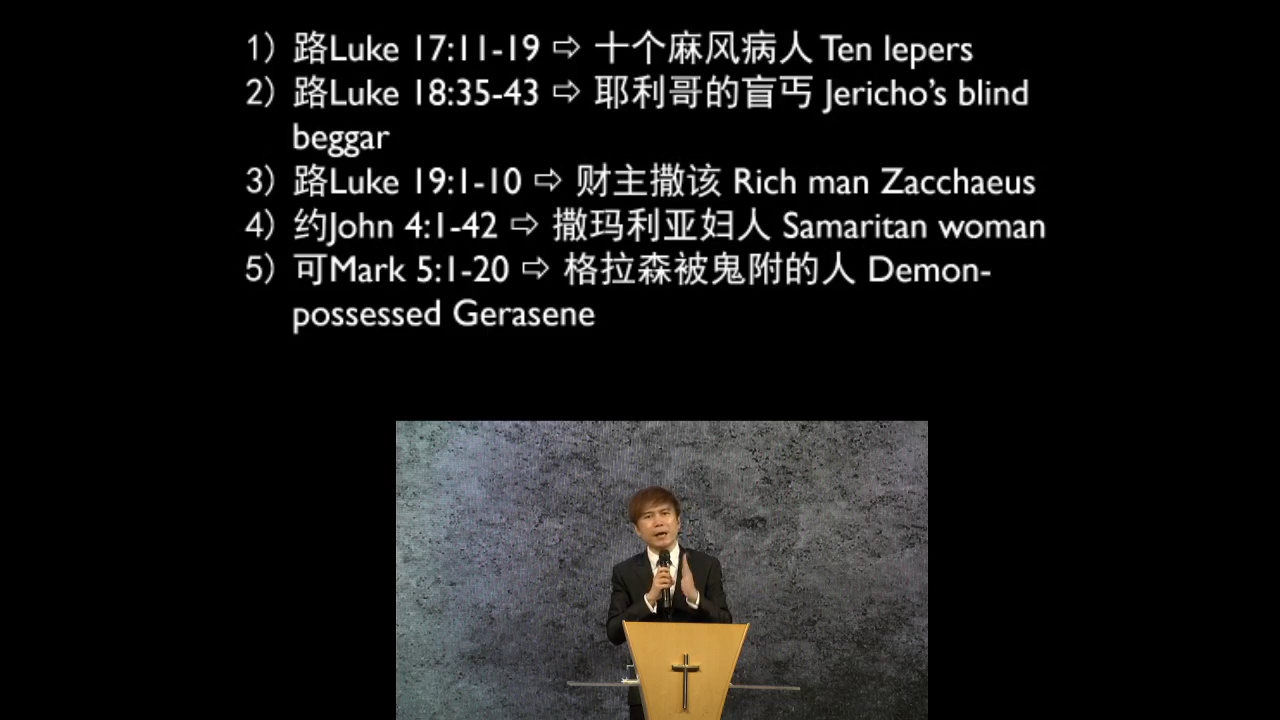 1) 路Luke 17:11-19 ⇨ 十个麻风病人 Ten lepers
2) 路Luke 18:35-43 ⇨ 耶利哥的盲丐 Jericho’s blind
beggar
3) 路Luke 19:1-10 ⇨ 财主撒该 Rich man Zacchaeus
4) 约John 4:1-42 ⇨ 撒玛利亚妇人 Samaritan woman
5) 可Mark 5:1-20 ⇨ 格拉森被鬼附的人 Demon-
possessed Gerasene